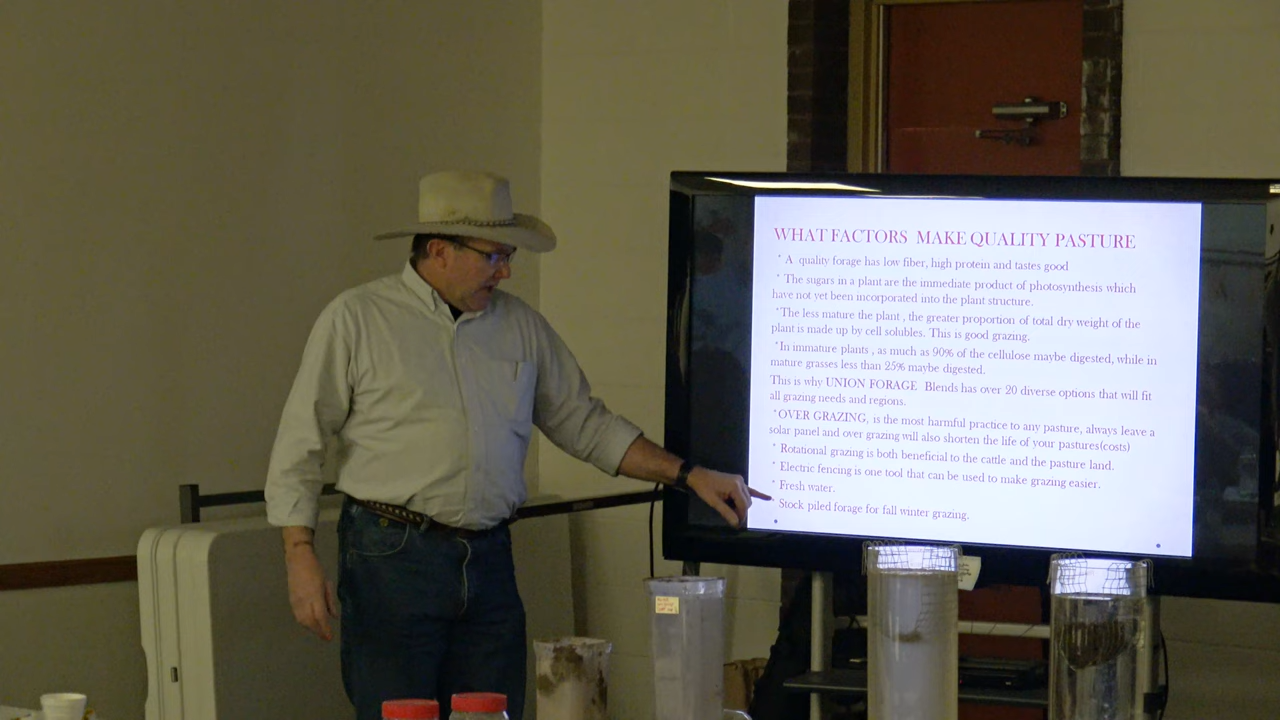 WHAT FACTORS MAKE QUALITY PASTURE
* A quality forage has low fiber, high protein and tastes good
* The sugars in a plant are the immediate product of photosynthesis which
have not yet been incorporated into the plant structure.
*The less mature the plant , the greater proportion of total dry weight of the
plant is made up by cell solubles. This is good grazing.
*In immature plants , as much as 90% of the cellulose maybe digested, while in
mature grasses less than 25% maybe digested.
This is why UNION FORAGE Blends has over 20 diverse options that will fit
all grazing needs and regions.
*OVER GRAZING, is the most harmful practice to any pasture, always leave a
solar panel and over grazing will also shorten the life of your pastures(costs)
* Rotational grazing is both beneficial to the cattle and the pasture land.
* Electric fencing is one tool that can be used to make grazing easier.
* Fresh water.
* Stock piled forage for fall winter grazing.